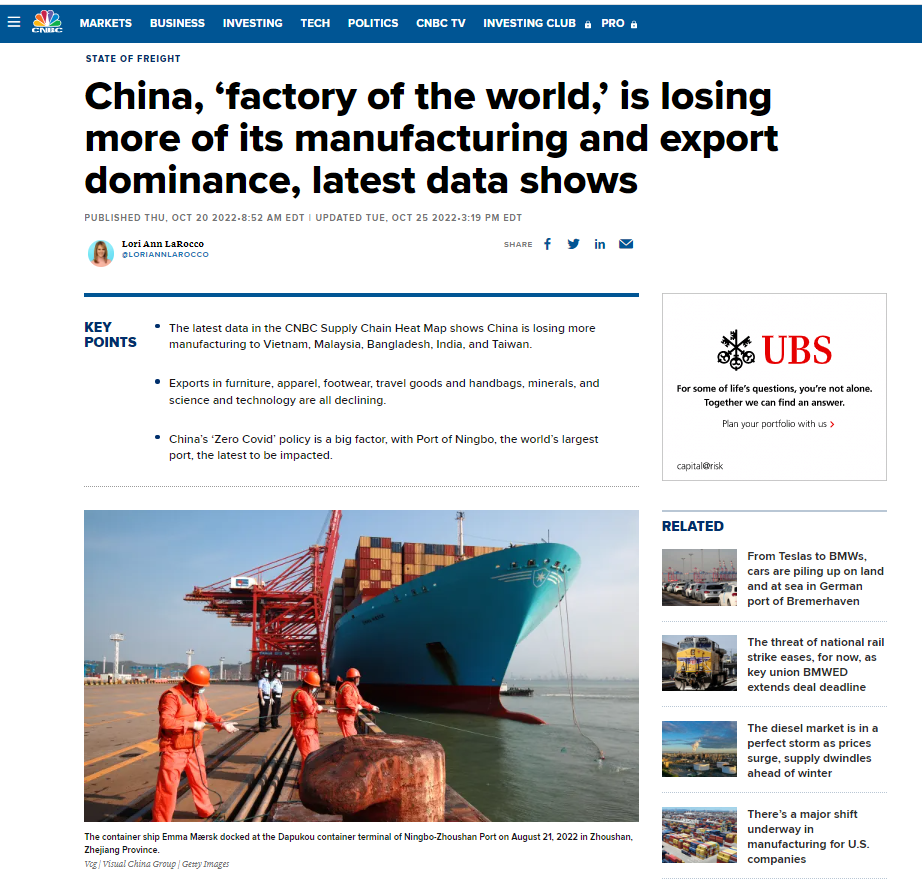 CNBC
MARKETS BUSINESS INVESTING TECH POLITICS CNBC TV INVESTING CLUB PRO
STATE OF FREIGHT
China, ‘factory of the world,’ is losing
more of its manufacturing and export
dominance, latest data shows
PUBLISHED THU, OCT 20 2022•8:52 AM EDT | UPDATED TUE, OCT 25 2022•3:19 PM EDT
Lori Ann LaRocco
@LORIANNLAROCCO
SHARE
KEY
POINTS
The latest data in the CNBC Supply Chain Heat Map shows China is losing more
manufacturing to Vietnam, Malaysia, Bangladesh, India, and Taiwan.
Exports in furniture, apparel, footwear, travel goods and handbags, minerals, and
science and technology are all declining.
China’s ‘Zero Covid’ policy is a big factor, with Port of Ningbo, the world’s largest
port, the latest to be impacted.
The container ship Emma Mærsk docked at the Dapukou container terminal of Ningbo-Zhoushan Port on August 21, 2022 in Zhoushan,
Zhejiang Province.
Vcg | Visual China Group | Getty Images
UBS
For some of life’s questions, you’re not alone.
Together we can find an answer.
Plan your portfolio with us
capital@risk
RELATED
From Teslas to BMWs,
cars are piling up on land
and at sea in German
port of Bremerhaven
The threat of national rail
strike eases, for now, as
key union BMWED
extends deal deadline
The diesel market is in a
perfect storm as prices
surge, supply dwindles
ahead of winter
There’s a major shift
underway in
manufacturing for U.S.
companies